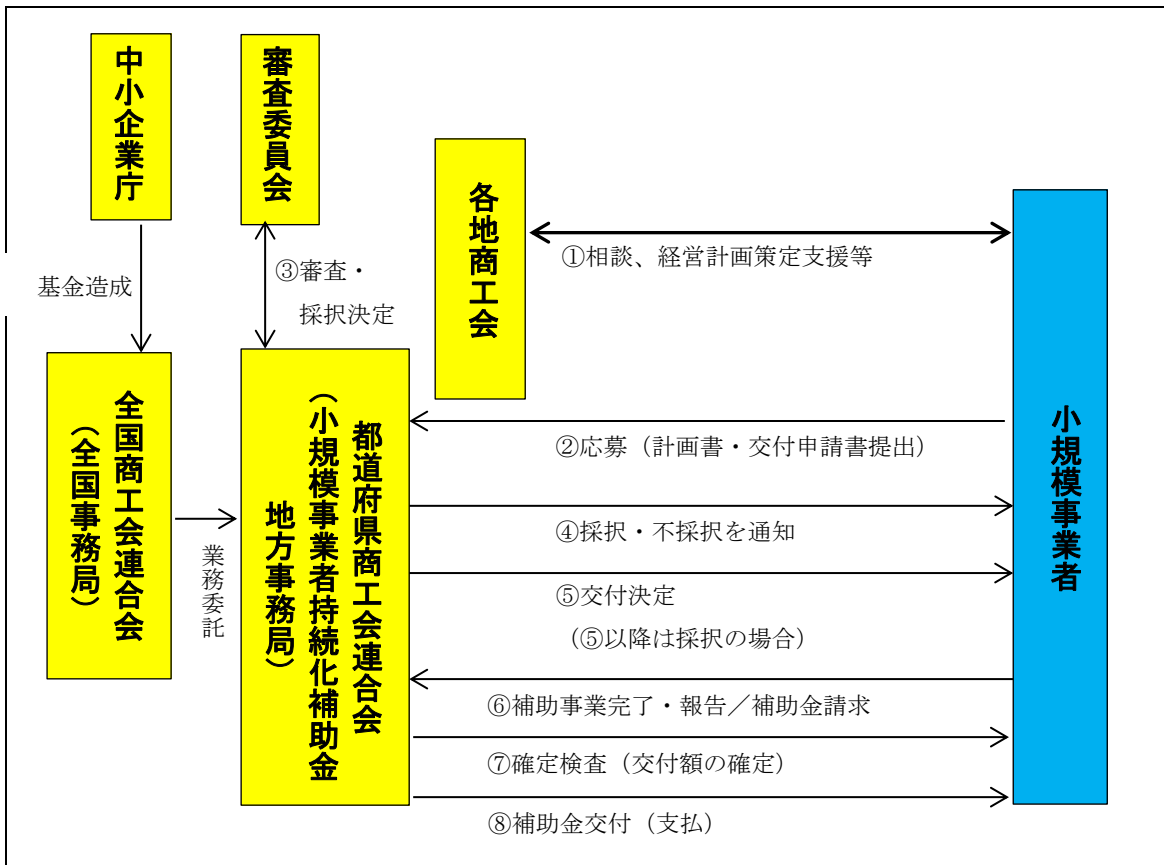 中小企業庁
審査委員会
各地商工会
小規模事業者
基金造成
③審査・
採択決定
①相談、経営計画策定支援等
全国商工会連合会
（全国事務局）
業務委託
都道府県商工会連合会
（小規模事業者持続化補助金
地方事務局）
②応募（計画書・交付申請書提出）
④採択・不採択を通知
⑤交付決定
（⑤以降は採択の場合）
⑥補助事業完了・報告／補助金請求
⑦確定検査（交付額の確定）
⑧補助金交付（支払）